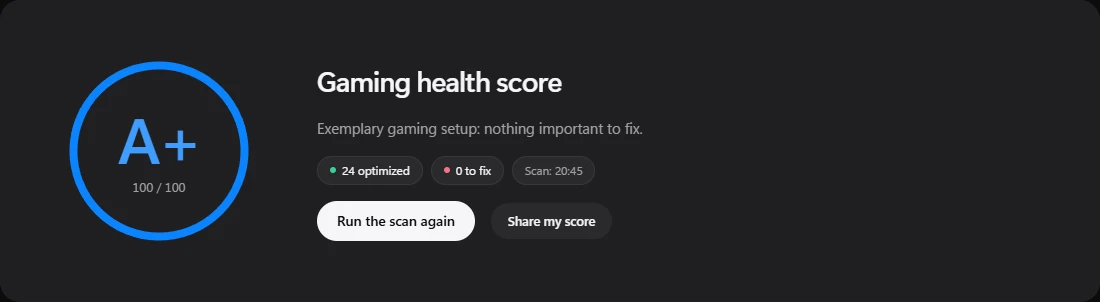 A+
100 / 100
Gaming health score
Exemplary gaming setup: nothing important to fix.
24 optimized
0 to fix
Scan: 20:45
Run the scan again
Share my score